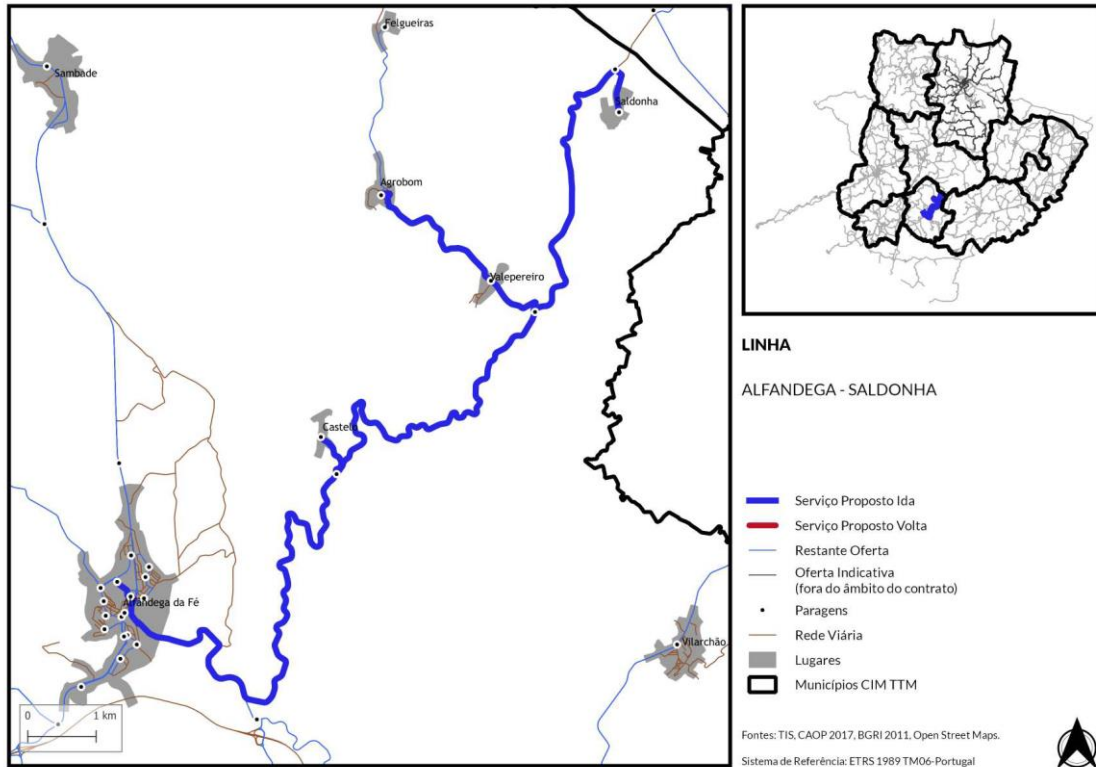 Felgueiras
Sambade
Saldonha
Agrobom
Valepereiro
Castelo
Alfândega da Fé
Vilarchão
0 1 km
LINHA
ALFANDEGA - SALDONHA
Serviço Proposto Ida
Serviço Proposto Volta
Restante Oferta
Oferta Indicativa
(fora do âmbito do contrato)
Paragens
Rede Viária
Lugares
Municípios CIM TTM
Fontes: TIS, CAOP 2017, BGRI 2011, Open Street Maps.
Sistema de Referência: ETRS 1989 TM06-Portugal